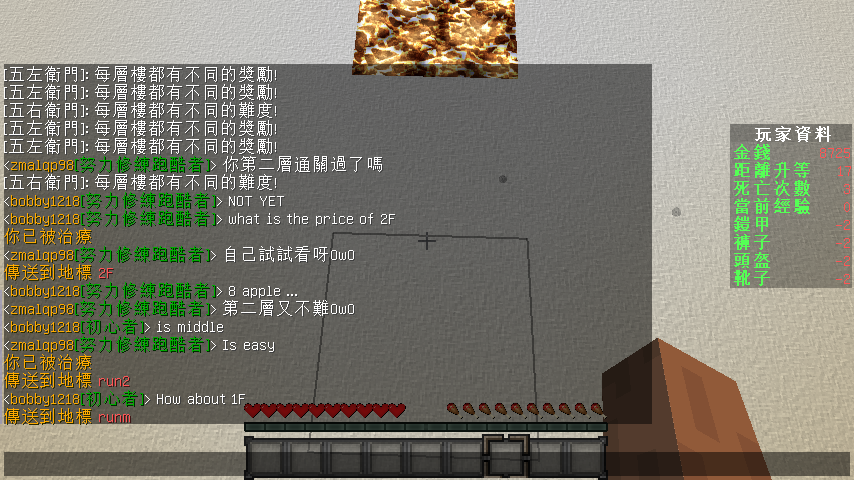 [五左衛門]: 每層樓都有不同的獎勵!
[五左衛門]: 每層樓都有不同的獎勵!
[五右衛門]: 每層樓都有不同的難度!
[五左衛門]: 每層樓都有不同的獎勵!
[五左衛門]: 每層樓都有不同的獎勵!
<zmalqp98[努力修練跑酷者]> 你第二層通關過了嗎
[五右衛門]: 每層樓都有不同的難度!
<bobby1218[努力修練跑酷者]> NOT YET
<bobby1218[努力修練跑酷者]> what is the price of 2F
你已被治療
<zmalqp98[努力修練跑酷者]> 自己試試看呀OwO
傳送到地標 2F
<bobby1218[努力修練跑酷者]> 8 apple ...
<zmalqp98[努力修練跑酷者]> 第二層又不難OwO
<bobby1218[初心者]> is middle
<zmalqp98[努力修練跑酷者]> Is easy
你已被治療
傳送到地標 run2
<bobby1218[初心者]> How about 1F
傳送到地標 runm
玩家資料
金錢
距離升等
死亡次數
當前經驗
鎧甲
褲子
頭盔
靴子